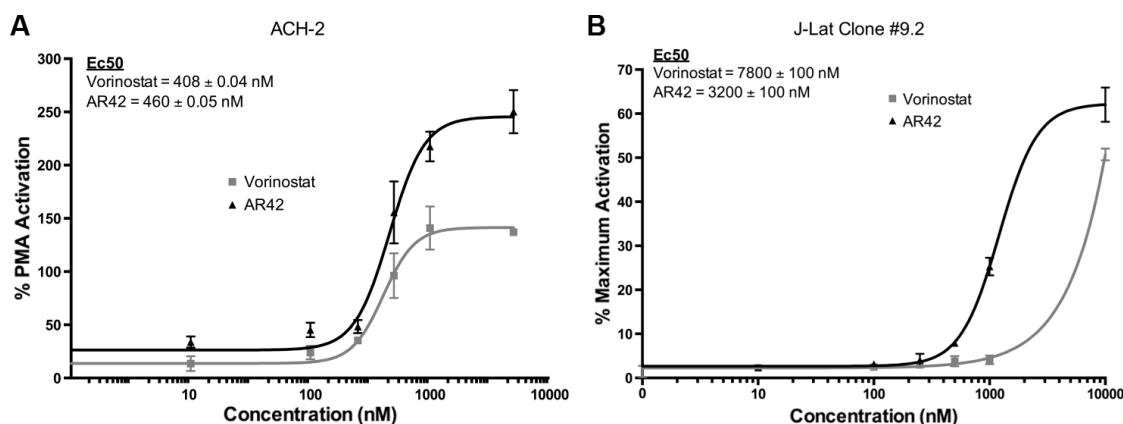 A
ACH-2
Ec50
Vorinostat = 408 ± 0.04 nM
AR42 = 460 ± 0.05 nM
% PMA Activation
300
250
200
150
100
50
0
Vorinostat
AR42
10
100
1000
10000
Concentration (nM)
B
J-Lat Clone #9.2
Ec50
Vorinostat = 7800 ± 100 nM
AR42 = 3200 ± 100 nM
% Maximum Activation
70
60
50
40
30
20
10
0
Vorinostat
AR42
0
10
100
1000
10000
Concentration (nM)